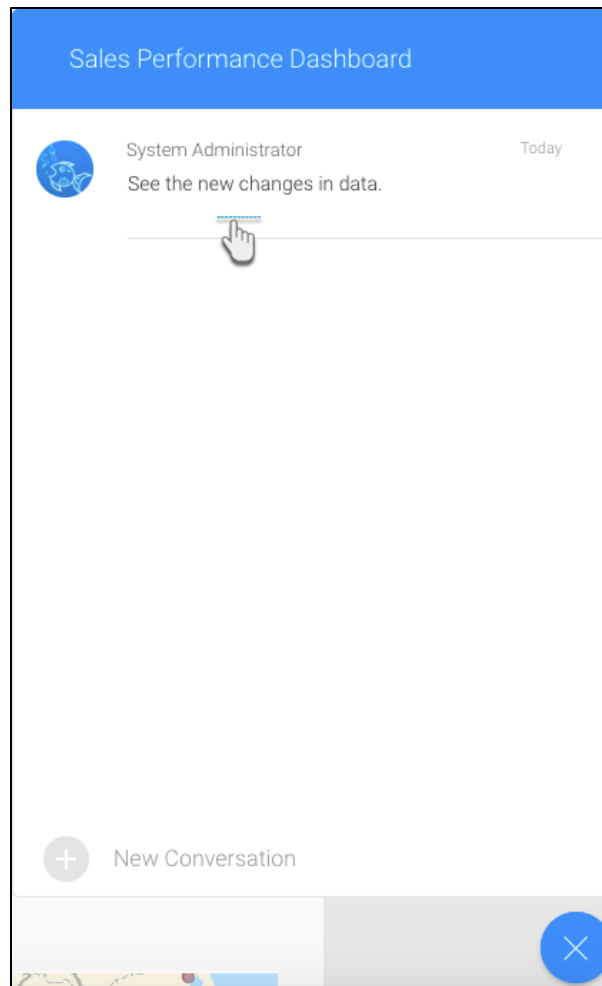 Sales Performance Dashboard
System Administrator
Today
See the new changes in data.
New Conversation